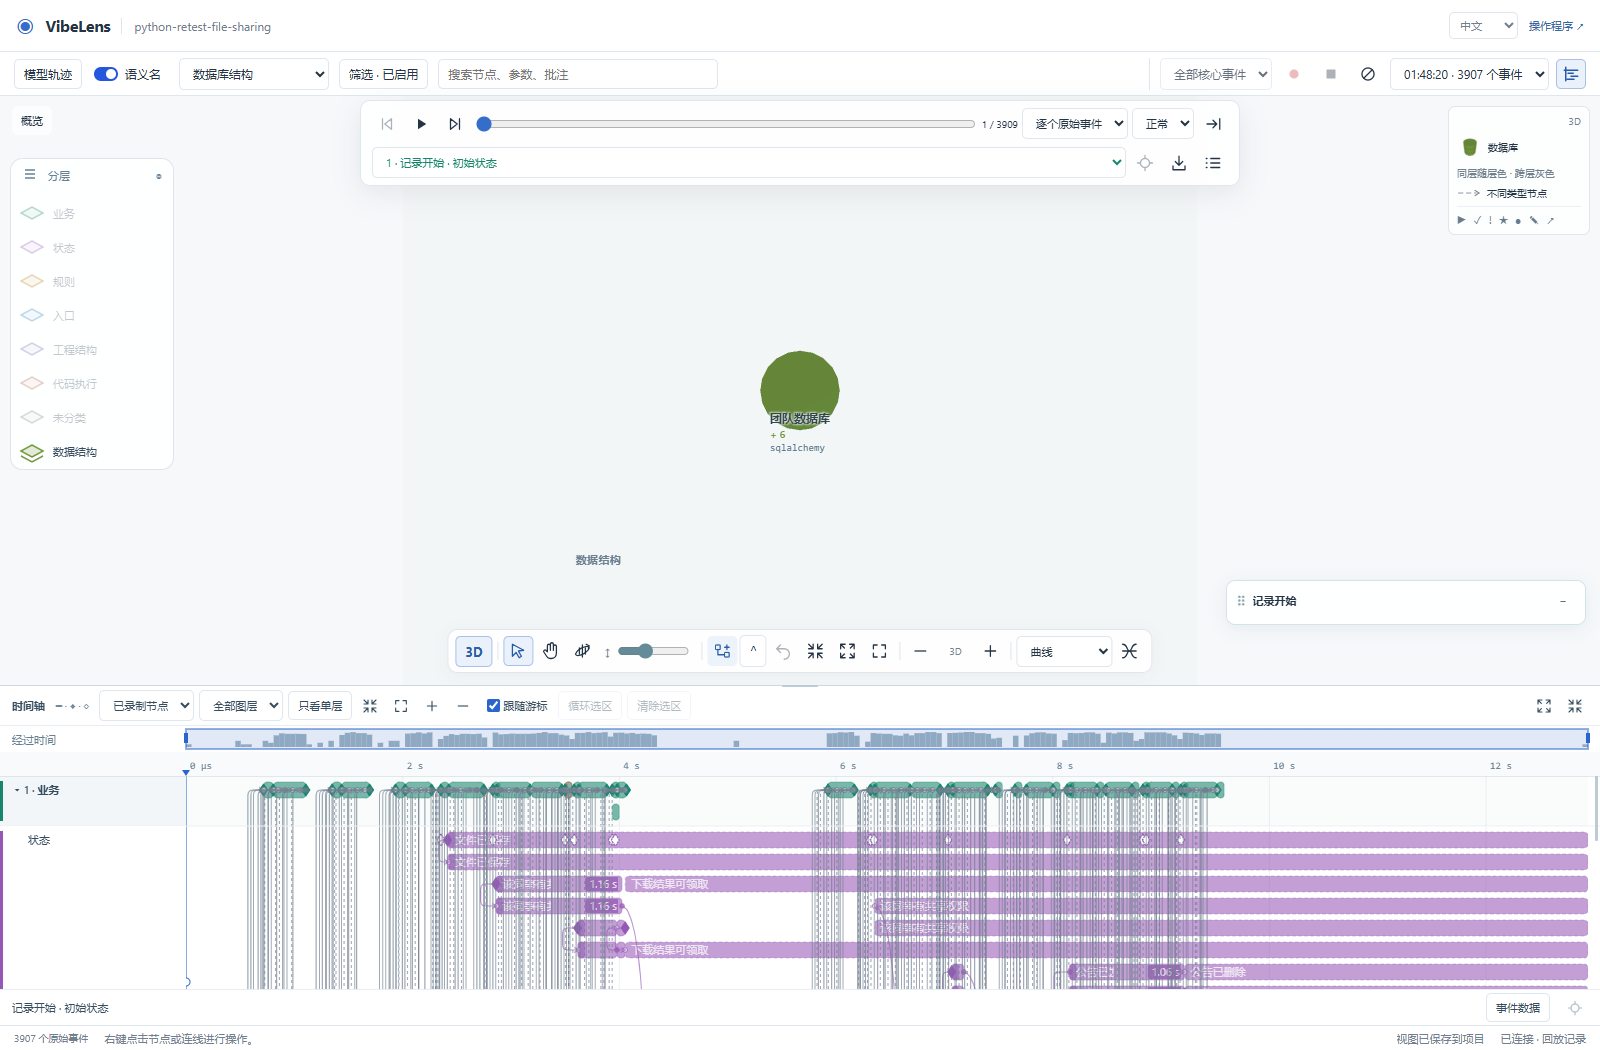 VibeLens python-retest-file-sharing 中文 操作程序 ↗
模型轨迹 语义名 数据库结构 筛选 · 已启用 搜索节点、参数、批注 全部核心事件 01:48:20 · 3907 个事件
概览
1 / 3909 逐个原始事件 正常
1 · 记录开始 · 初始状态
3D
数据库
同层随层色 · 跨层灰色
不同类型节点
分层
业务
状态
规则
入口
工程结构
代码执行
未分类
数据结构
团队数据库
+ 6
sqlalchemy
数据结构
记录开始
3D 3D 曲线
时间轴 已录制节点 全部图层 只看单层 跟随游标 循环选区 清除选区
经过时间
0 μs 2 s 4 s 6 s 8 s 10 s 12 s
1 · 业务
状态
1.16 s 下载结果可领取
1.16 s
下载结果可领取
1.06 s 公告已删除
记录开始 · 初始状态 事件数据
3907 个原始事件 右键点击节点或连线进行操作。 视图已保存到项目 已连接 · 回放记录